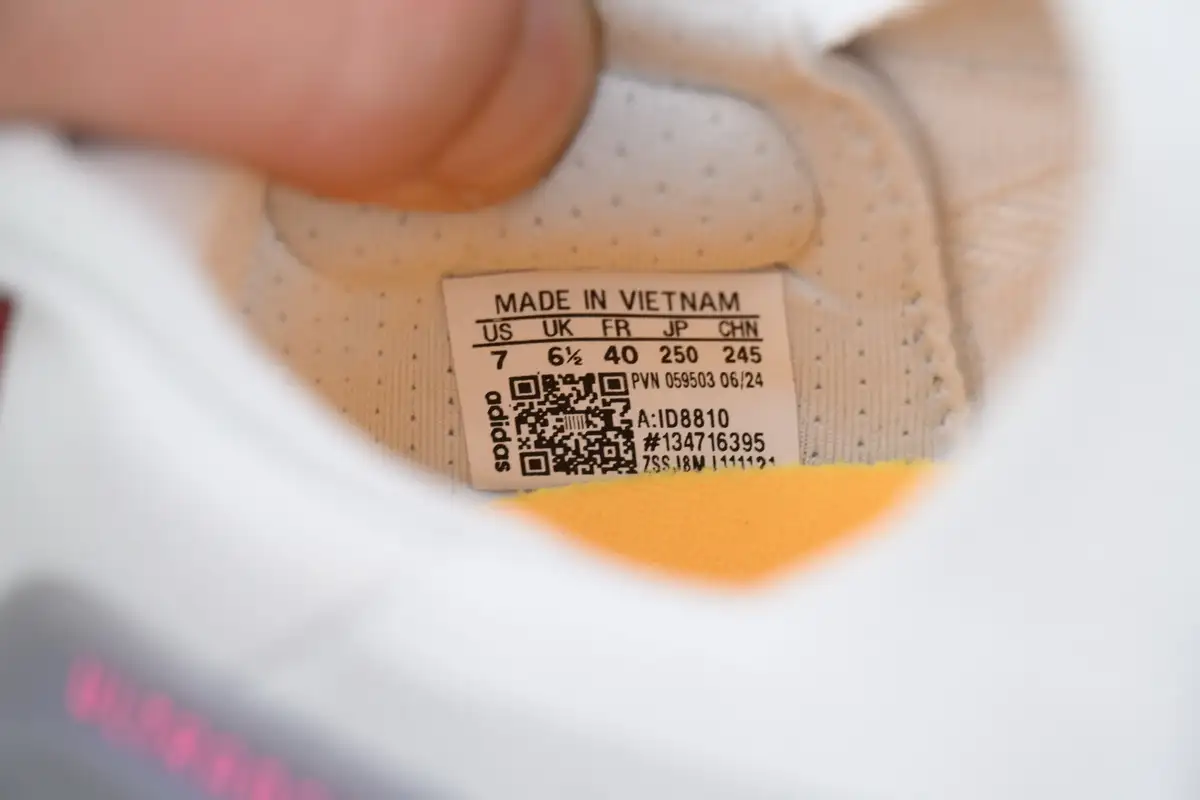 MADE IN VIETNAM
US UK FR JP CHN
7 6½ 40 250 245
PVN 059503 06/24
adidas
A:ID8810
#134716395